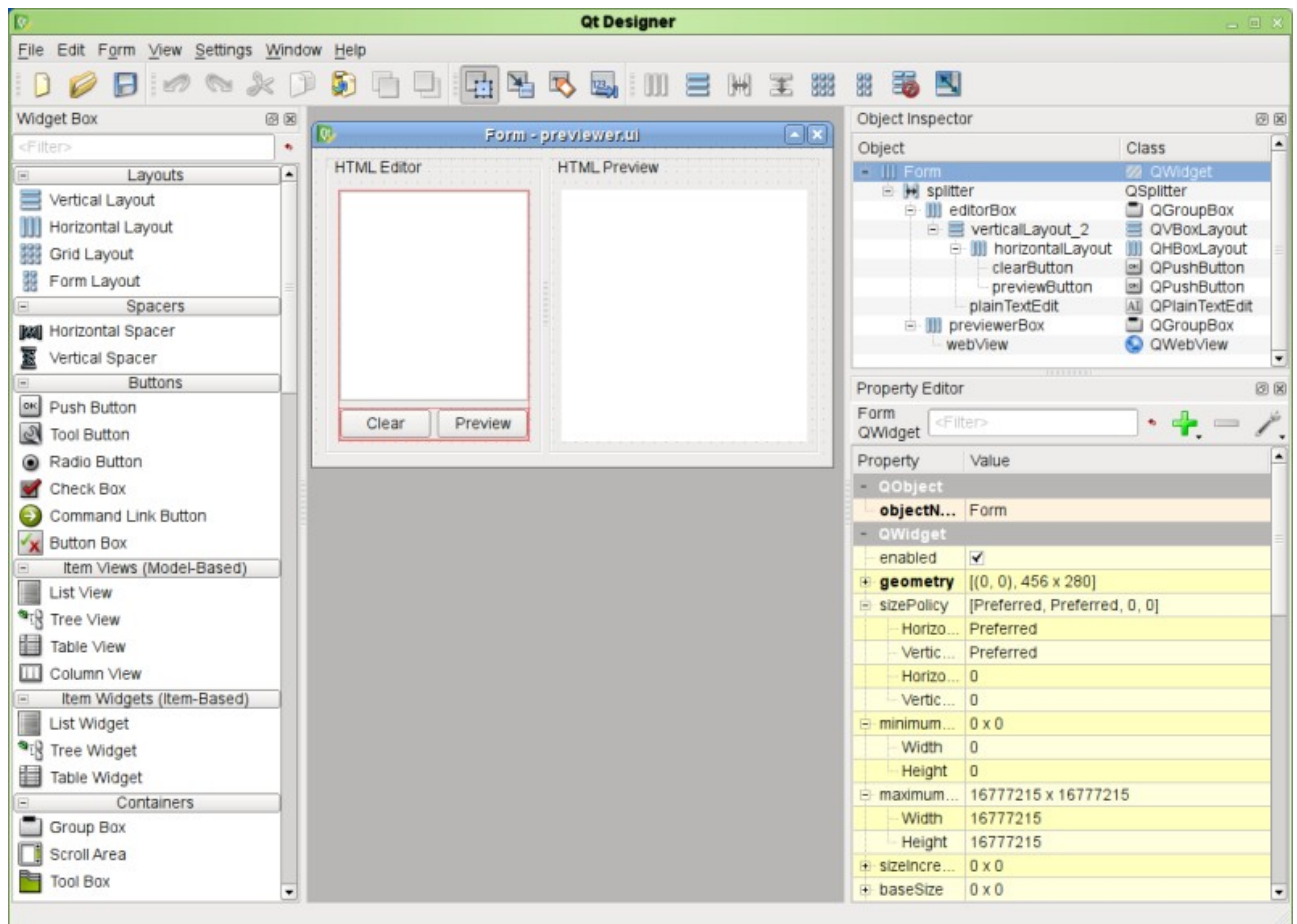 Qt Designer
File Edit Form View Settings Window Help
Widget Box
<Filter>
Layouts
Vertical Layout
Horizontal Layout
Grid Layout
Form Layout
Spacers
Horizontal Spacer
Vertical Spacer
Buttons
OK Push Button
Tool Button
Radio Button
Check Box
Command Link Button
Button Box
Item Views (Model-Based)
List View
Tree View
Table View
Column View
Item Widgets (Item-Based)
List Widget
Tree Widget
Table Widget
Containers
Group Box
Scroll Area
Tool Box
Form - previewer.ui
HTML Editor HTML Preview
Clear Preview
Object Inspector
Object Class
Form QWidget
splitter QSplitter
editorBox QGroupBox
verticalLayout_2 QVBoxLayout
horizontalLayout QHBoxLayout
clearButton OK QPushButton
previewButton OK QPushButton
plainTextEdit AI QPlainTextEdit
previewerBox QGroupBox
webView QWebView
Property Editor
Form
QWidget
<Filter>
Property Value
QObject
objectN... Form
QWidget
enabled
geometry [(0, 0), 456 x 280]
sizePolicy [Preferred, Preferred, 0, 0]
Horizo... Preferred
Vertic... Preferred
Horizo... 0
Vertic... 0
minimum... 0 x 0
Width 0
Height 0
maximum... 16777215 x 16777215
Width 16777215
Height 16777215
sizeIncre... 0 x 0
baseSize 0 x 0